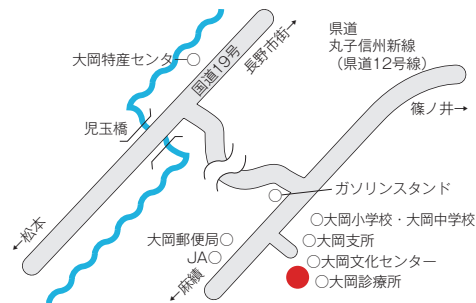 県道
丸子信州新線
（県道12号線）
長野市街→
大岡特産センター○
国道19号
篠ノ井→
児玉橋
ガソリンスタンド
←松本
○大岡小学校・大岡中学校
大岡郵便局○
○大岡支所
JA○
○大岡文化センター
←麻績
○大岡診療所